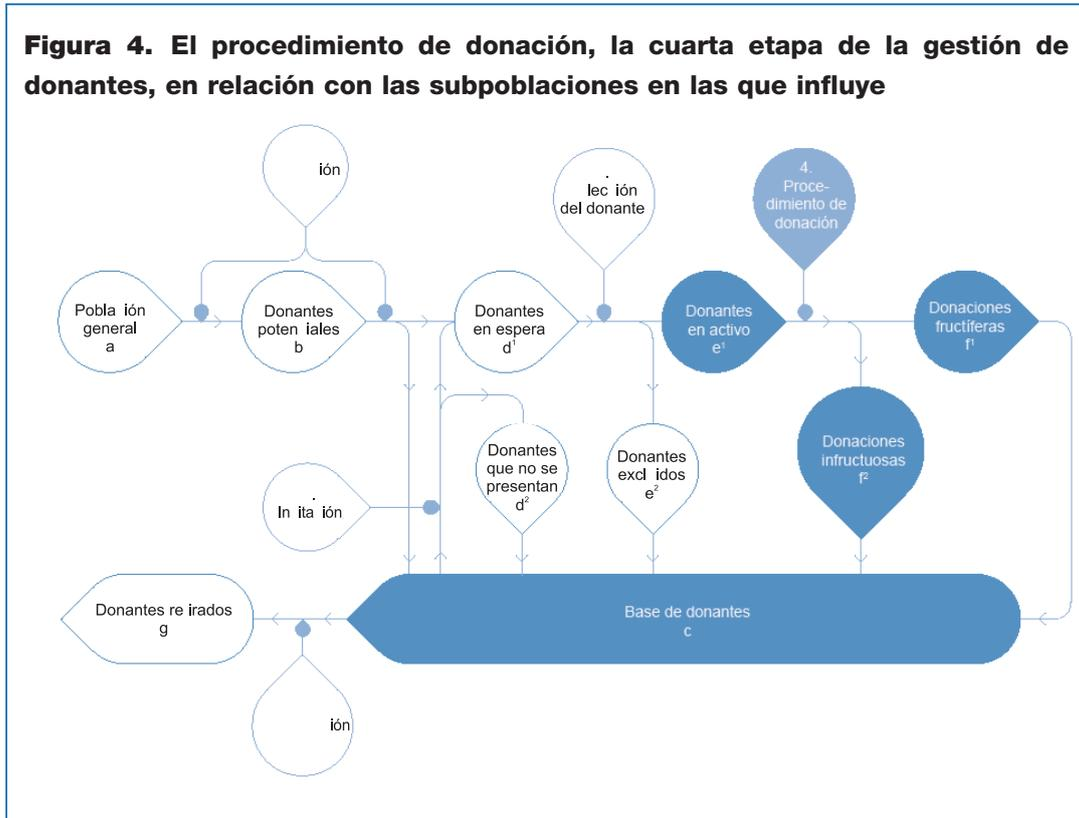 Figura 4. El procedimiento de donación, la cuarta etapa de la gestión de
donantes, en relación con las subpoblaciones en las que influye
ión
.
lec ión
del donante
4.
Proce-
dimiento de
donación
Pobla ión
general
a
Donantes
poten iales
b
Donantes
en espera
d¹
Donantes
en activo
e¹
Donaciones
fructíferas
f¹
Donantes
que no se
presentan
d²
Donantes
excl idos
e²
Donaciones
infructuosas
f²
.
In ita ión
Donantes re irados
g
Base de donantes
c
ión